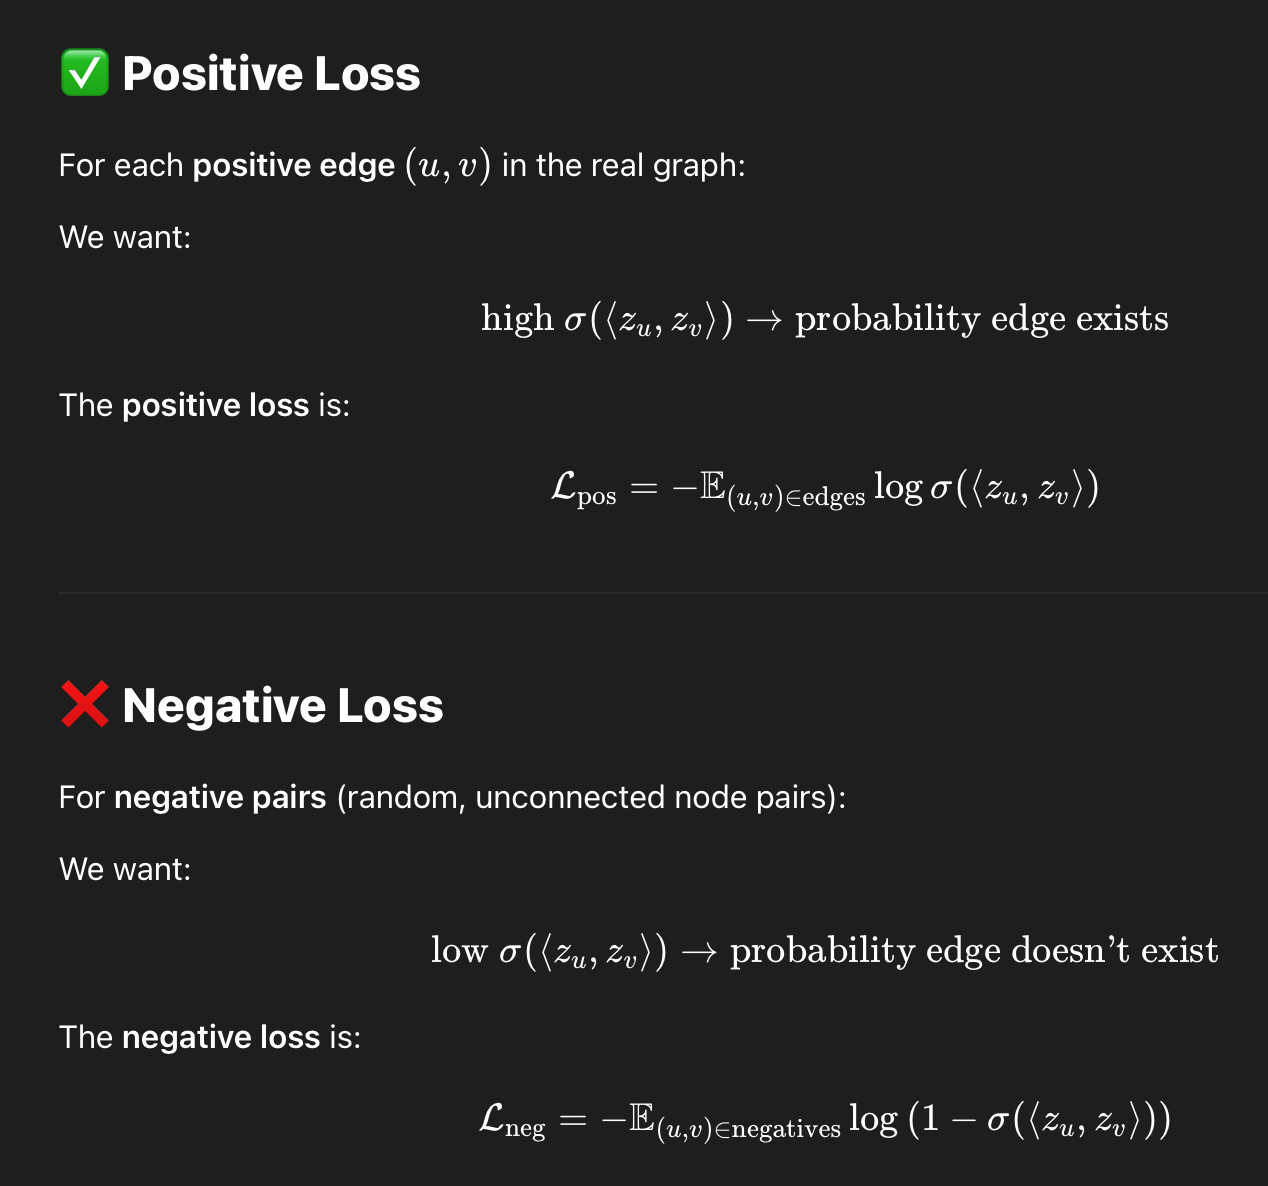 ✅ Positive Loss
For each positive edge (u, v) in the real graph:
We want:
high σ(⟨z_u, z_v⟩) → probability edge exists
The positive loss is:
ℒ_pos = −𝔼_(u,v)∈edges log σ(⟨z_u, z_v⟩)
❌ Negative Loss
For negative pairs (random, unconnected node pairs):
We want:
low σ(⟨z_u, z_v⟩) → probability edge doesn’t exist
The negative loss is:
ℒ_neg = −𝔼_(u,v)∈negatives log (1 − σ(⟨z_u, z_v⟩))